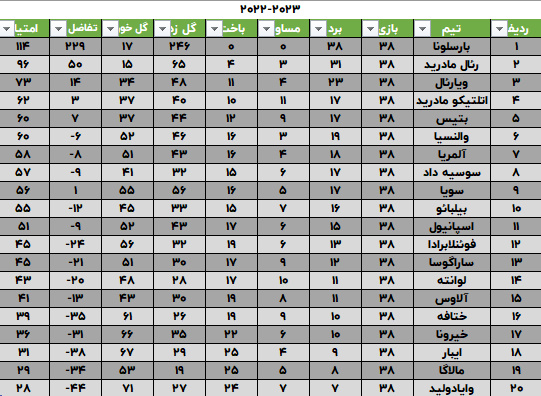 ۲۰۲۲-۲۰۲۳
ردیف تیم بازی برد مساو باخت گل زد گل خور تفاضل امتیا
۱ بارسلونا ۳۸ ۳۸ ۰ ۰ ۲۴۶ ۱۷ ۲۲۹ ۱۱۴
۲ رئال مادرید ۳۸ ۳۱ ۳ ۴ ۶۵ ۱۵ ۵۰ ۹۶
۳ ویارئال ۳۸ ۲۳ ۴ ۱۱ ۴۸ ۳۴ ۱۴ ۷۳
۴ اتلتیکو مادرید ۳۸ ۱۷ ۱۱ ۱۰ ۴۰ ۳۷ ۳ ۶۲
۵ بتیس ۳۸ ۱۷ ۹ ۱۲ ۴۴ ۳۷ ۷ ۶۰
۶ والنسیا ۳۸ ۱۹ ۳ ۱۶ ۴۶ ۵۲ -۶ ۶۰
۷ آلمریا ۳۸ ۱۸ ۴ ۱۶ ۴۳ ۵۱ -۸ ۵۸
۸ سوسیه داد ۳۸ ۱۷ ۶ ۱۵ ۳۲ ۴۱ -۹ ۵۷
۹ سویا ۳۸ ۱۷ ۵ ۱۶ ۵۶ ۵۵ ۱ ۵۶
۱۰ بیلبائو ۳۸ ۱۶ ۷ ۱۵ ۳۳ ۴۵ -۱۲ ۵۵
۱۱ اسپانیول ۳۸ ۱۵ ۶ ۱۷ ۴۳ ۵۲ -۹ ۵۱
۱۲ فوئنلابرادا ۳۸ ۱۳ ۶ ۱۹ ۳۲ ۵۶ -۲۴ ۴۵
۱۳ ساراگوسا ۳۸ ۱۲ ۹ ۱۷ ۳۰ ۵۱ -۲۱ ۴۵
۱۴ لوانته ۳۸ ۱۱ ۱۰ ۱۷ ۲۸ ۴۸ -۲۰ ۴۳
۱۵ آلاوس ۳۸ ۱۱ ۸ ۱۹ ۳۰ ۴۳ -۱۳ ۴۱
۱۶ ختافه ۳۸ ۱۰ ۹ ۱۹ ۲۶ ۶۱ -۳۵ ۳۹
۱۷ خیرونا ۳۸ ۱۰ ۶ ۲۲ ۳۵ ۶۶ -۳۱ ۳۶
۱۸ ایبار ۳۸ ۹ ۴ ۲۵ ۲۹ ۶۷ -۳۸ ۳۱
۱۹ مالاگا ۳۸ ۸ ۵ ۲۵ ۱۹ ۵۳ -۳۴ ۲۹
۲۰ وایادولید ۳۸ ۷ ۷ ۲۴ ۲۷ ۷۱ -۴۴ ۲۸